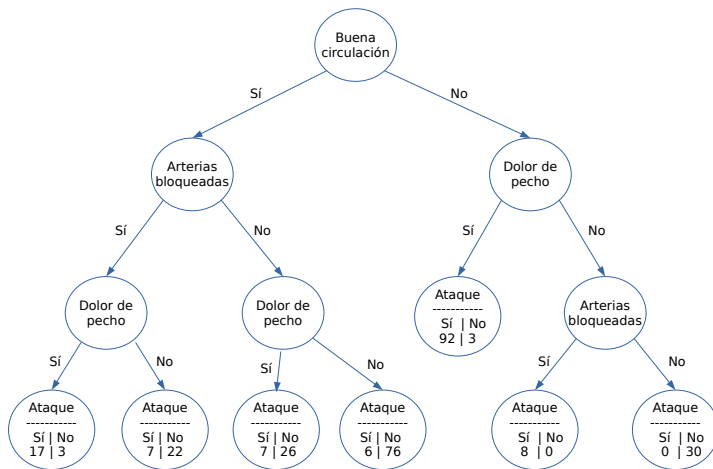 Buena
circulación
Sí
No
Arterias
bloqueadas
Dolor de
pecho
Sí
No
Sí
No
Dolor de
pecho
Dolor de
pecho
Ataque
-----------
Sí | No
92 | 3
Arterias
bloqueadas
Sí
No
Sí
No
Sí
No
Ataque
-----------
Sí | No
17 | 3
Ataque
-----------
Sí | No
7 | 22
Ataque
-----------
Sí | No
7 | 26
Ataque
-----------
Sí | No
6 | 76
Ataque
-----------
Sí | No
8 | 0
Ataque
-----------
Sí | No
0 | 30